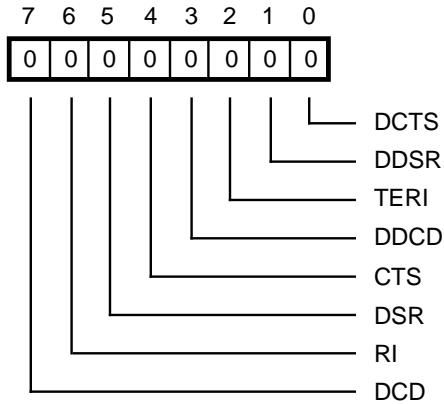 7 6 5 4 3 2 1 0
0 0 0 0 0 0 0 0
DCTS
DDSR
TERI
DDCD
CTS
DSR
RI
DCD